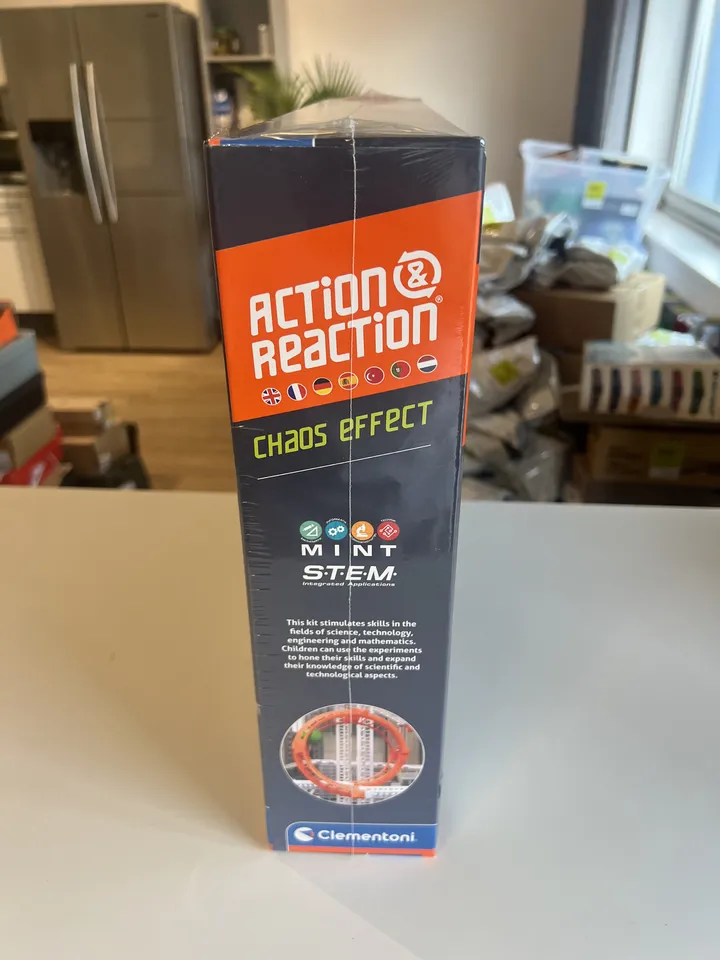 ACTION &
REACTION®
CHAOS EFFECT
MINT
S•T•E•M•
Integrated Applications
This kit stimulates skills in the
fields of science, technology,
engineering and mathematics.
Children can use the experiments
to hone their skills and expand
their knowledge of scientific and
technological aspects.
Clementoni